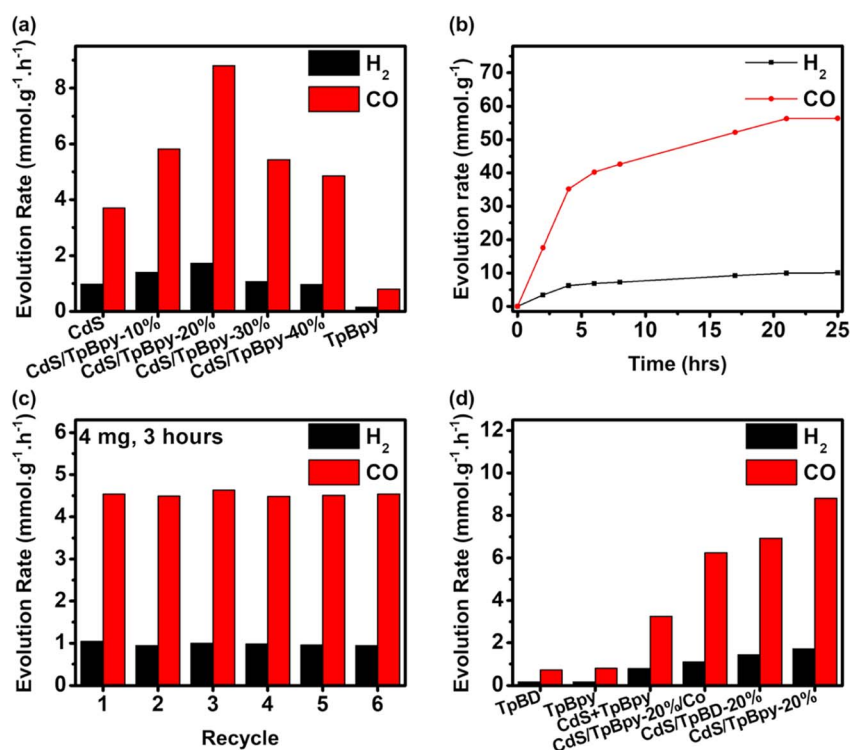 (a)
Evolution Rate (mmol.g⁻¹.h⁻¹)
8
6
4
2
0
H₂
CO
CdS
CdS/TpBpy-10%
CdS/TpBpy-20%
CdS/TpBpy-30%
CdS/TpBpy-40%
TpBpy
(b)
Evolution rate (mmol.g⁻¹)
70
60
50
40
30
20
10
0
H₂
CO
0 5 10 15 20 25
Time (hrs)
(c)
Evolution Rate (mmol.g⁻¹.h⁻¹)
6
5
4
3
2
1
0
4 mg, 3 hours
H₂
CO
1 2 3 4 5 6
Recycle
(d)
Evolution Rate (mmol.g⁻¹.h⁻¹)
12
10
8
6
4
2
0
H₂
CO
TpBD
TpBpy
CdS+TpBpy
CdS/TpBpy-20%/Co
CdS/TpBD-20%
CdS/TpBpy-20%